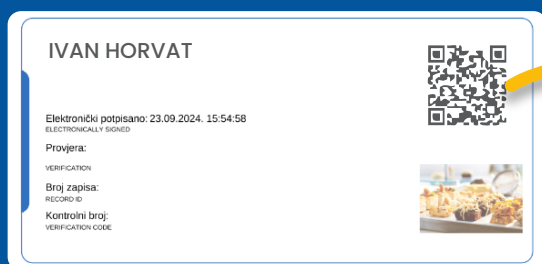 IVAN HORVAT
Elektronički potpisano: 23.09.2024. 15:54:58
ELECTRONICALLY SIGNED
Provjera:
VERIFICATION
Broj zapisa:
RECORD ID
Kontrolni broj:
VERIFICATION CODE